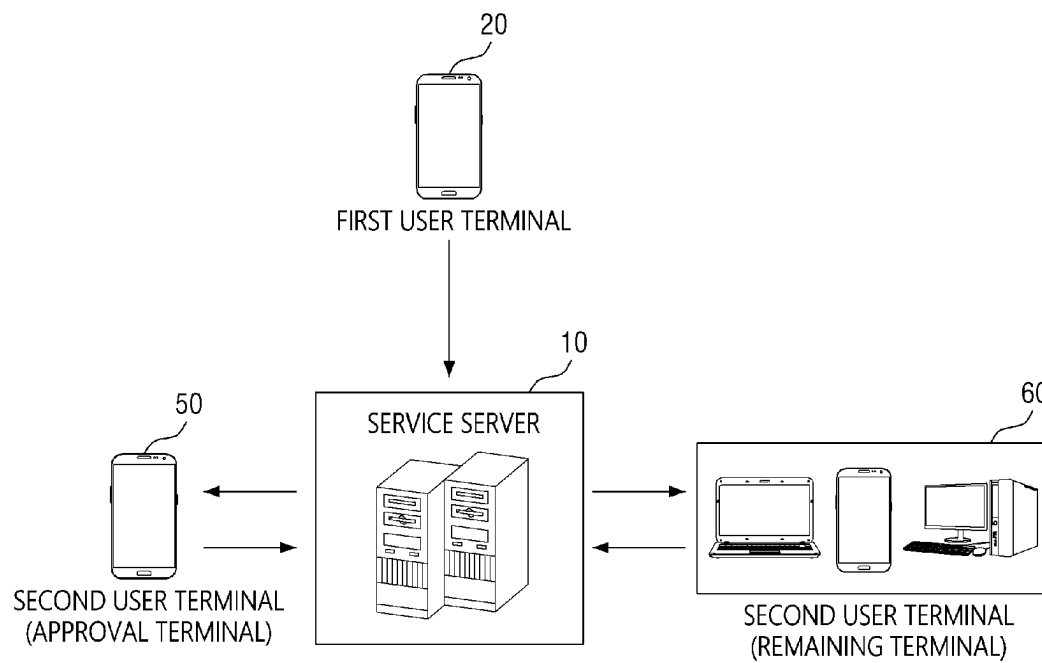 20
FIRST USER TERMINAL
10
SERVICE SERVER
50
SECOND USER TERMINAL
(APPROVAL TERMINAL)
60
SECOND USER TERMINAL
(REMAINING TERMINAL)